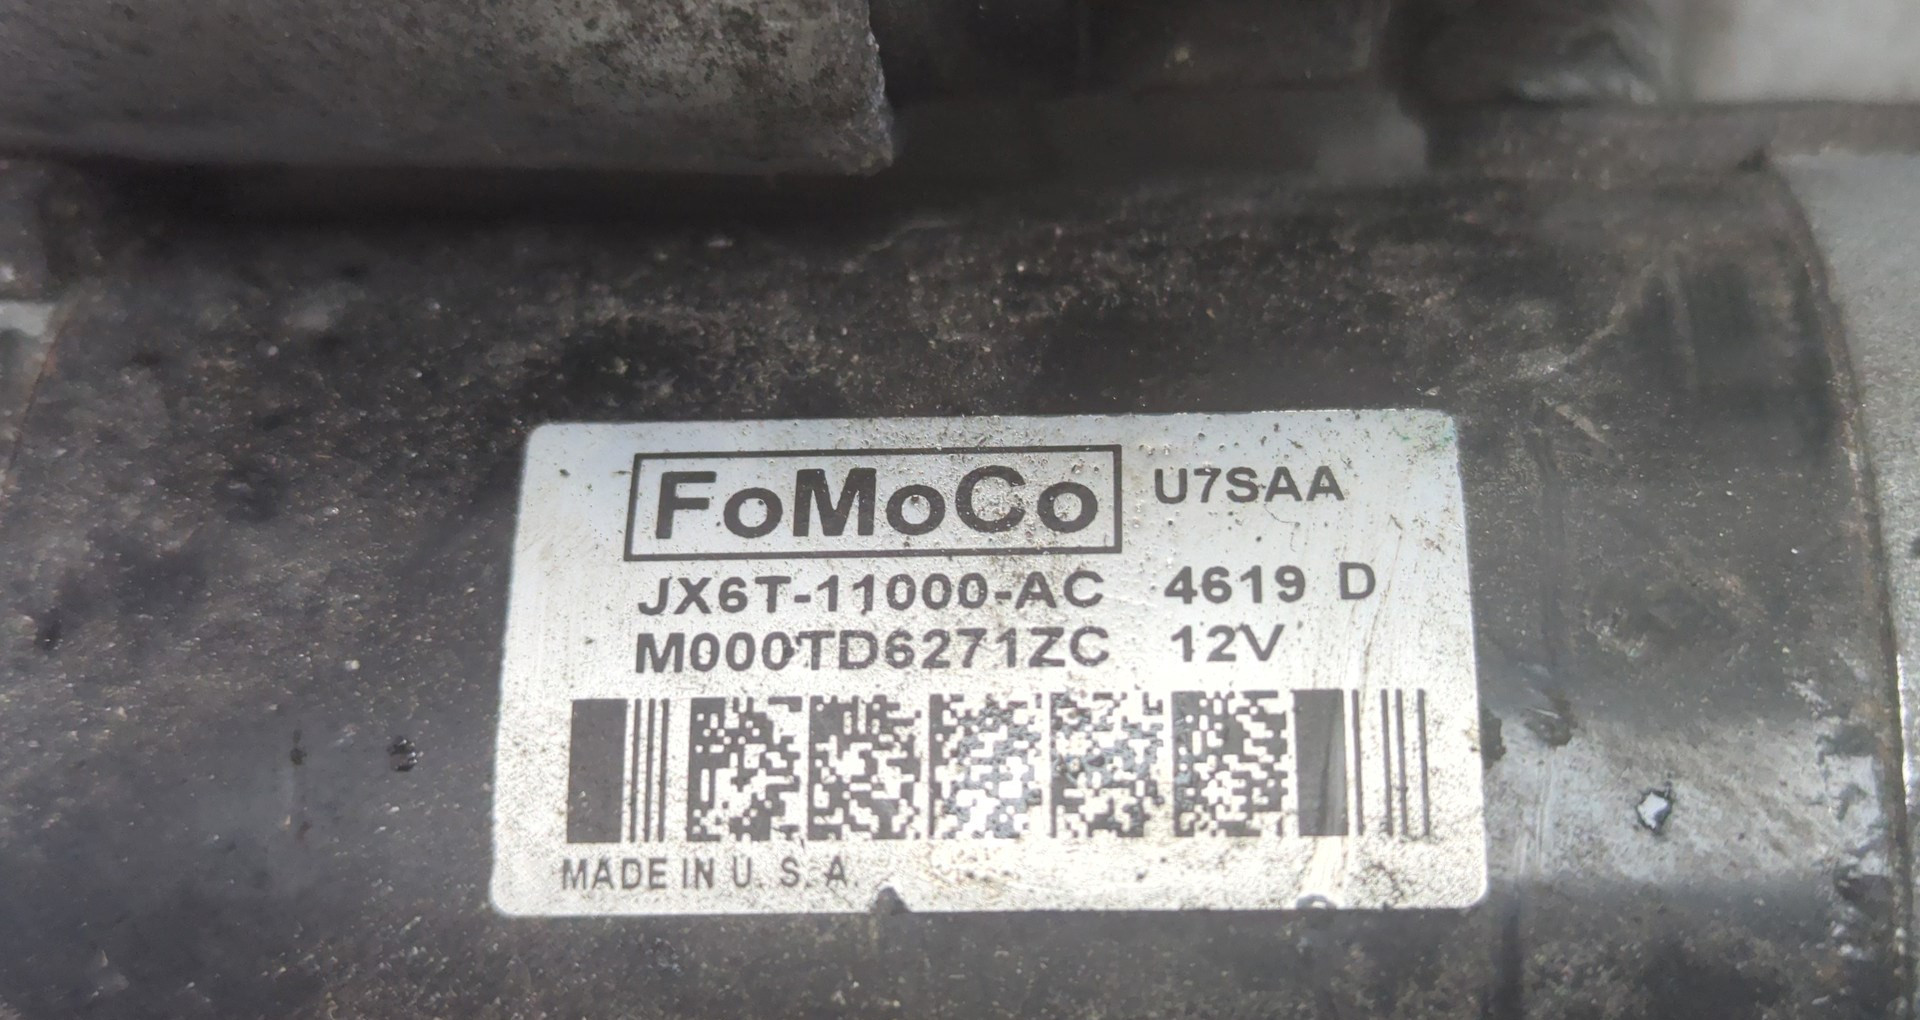 FoMoCo U7SAA
JX6T-11000-AC 4619 D
M000TD6271ZC 12V
MADE IN U. S. A.